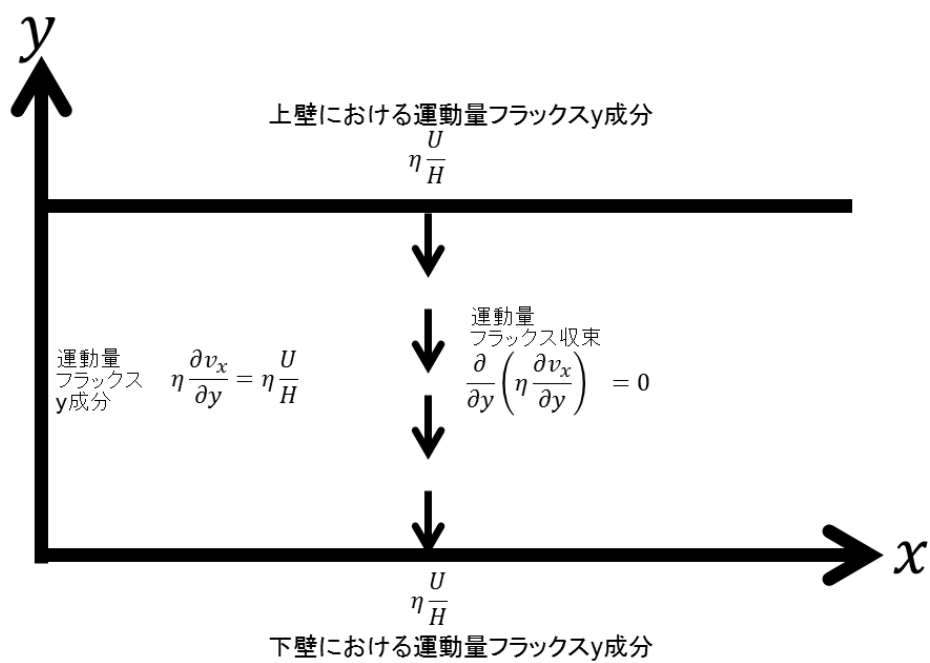 y
上壁における運動量フラックスy成分
η U/H
運動量
フラックス収束
∂/∂y (η ∂vₓ/∂y) = 0
運動量
フラックス
y成分
η ∂vₓ/∂y = η U/H
x
η U/H
下壁における運動量フラックスy成分